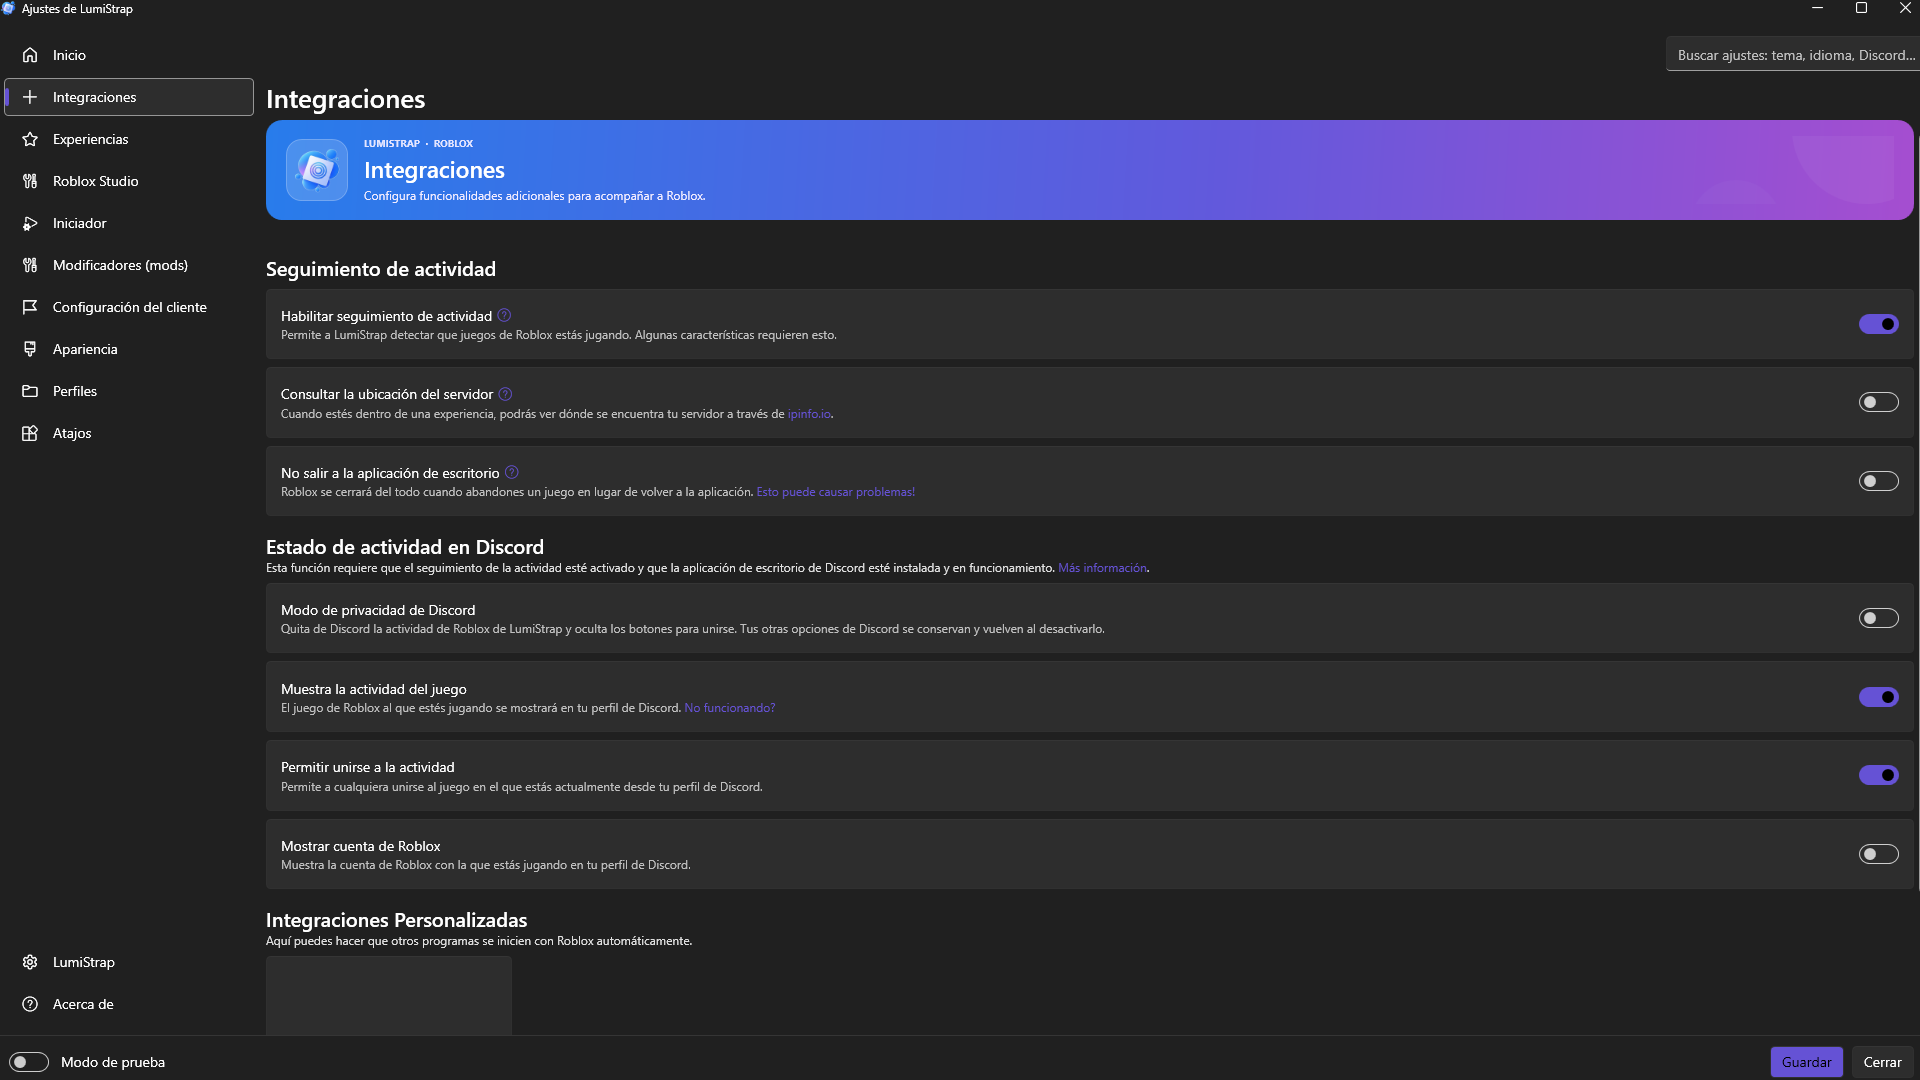 Ajustes de LumiStrap
Inicio
Buscar ajustes: tema, idioma, Discord...
Integraciones
Experiencias
Roblox Studio
Iniciador
Modificadores (mods)
Configuración del cliente
Apariencia
Perfiles
Atajos
Integraciones
LUMISTRAP · ROBLOX
Integraciones
Configura funcionalidades adicionales para acompañar a Roblox.
Seguimiento de actividad
Habilitar seguimiento de actividad
Permite a LumiStrap detectar que juegos de Roblox estás jugando. Algunas características requieren esto.
Consultar la ubicación del servidor
Cuando estés dentro de una experiencia, podrás ver dónde se encuentra tu servidor a través de ipinfo.io.
No salir a la aplicación de escritorio
Roblox se cerrará del todo cuando abandones un juego en lugar de volver a la aplicación. Esto puede causar problemas!
Estado de actividad en Discord
Esta función requiere que el seguimiento de la actividad esté activado y que la aplicación de escritorio de Discord esté instalada y en funcionamiento. Más información.
Modo de privacidad de Discord
Quita de Discord la actividad de Roblox de LumiStrap y oculta los botones para unirse. Tus otras opciones de Discord se conservan y vuelven al desactivarlo.
Muestra la actividad del juego
El juego de Roblox al que estés jugando se mostrará en tu perfil de Discord. No funcionando?
Permitir unirse a la actividad
Permite a cualquiera unirse al juego en el que estás actualmente desde tu perfil de Discord.
Mostrar cuenta de Roblox
Muestra la cuenta de Roblox con la que estás jugando en tu perfil de Discord.
Integraciones Personalizadas
Aquí puedes hacer que otros programas se inicien con Roblox automáticamente.
LumiStrap
Acerca de
Modo de prueba
Guardar
Cerrar